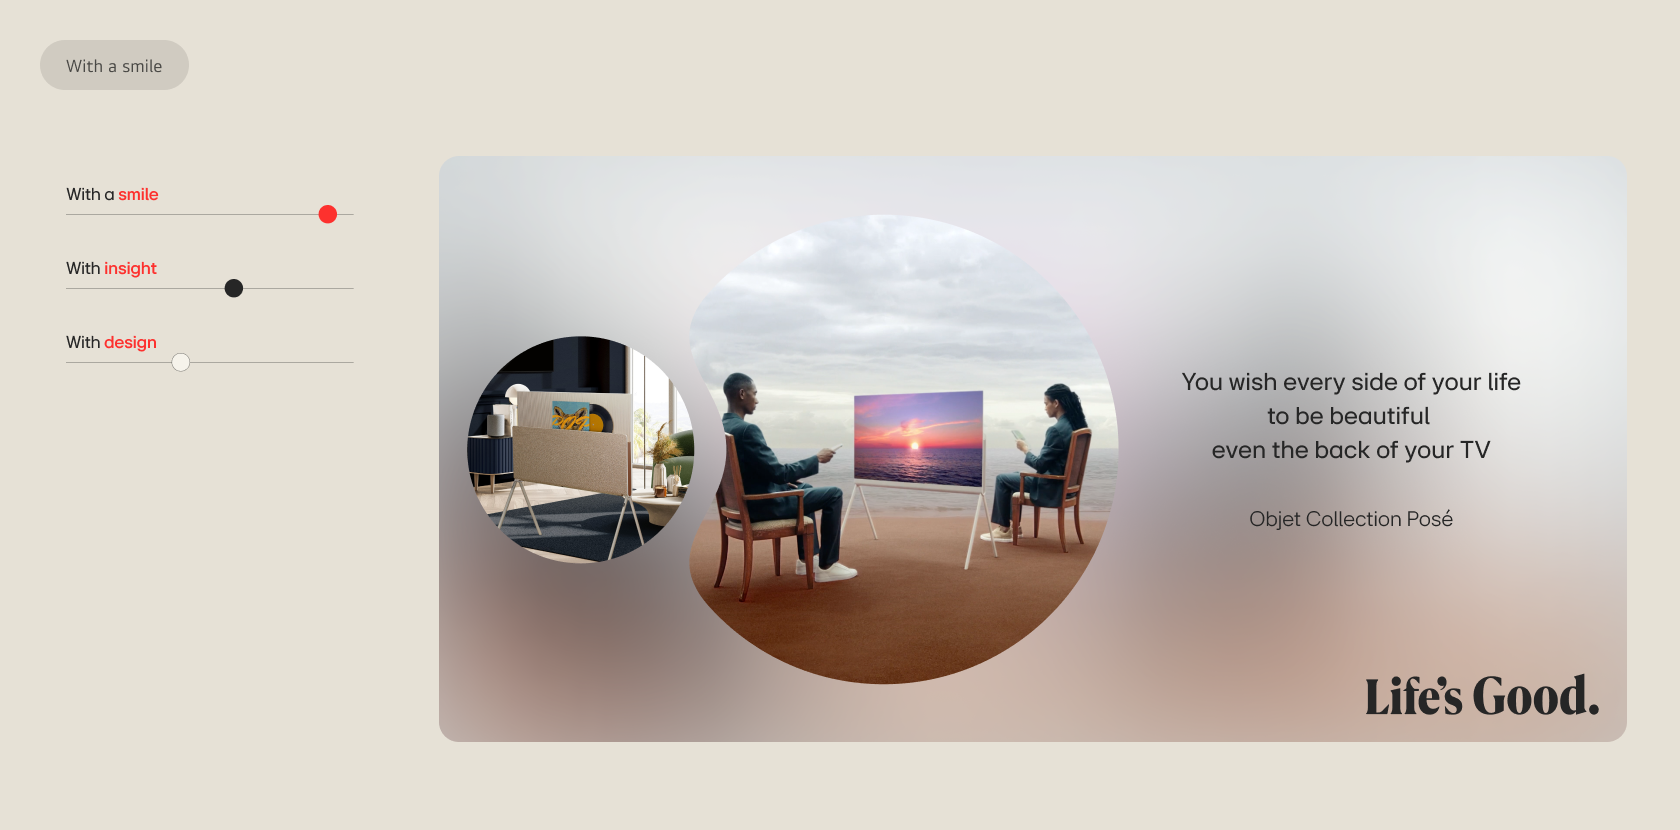 With a smile
With a smile
With insight
With design
You wish every side of your life
to be beautiful
even the back of your TV
Objet Collection Posé
Life's Good.